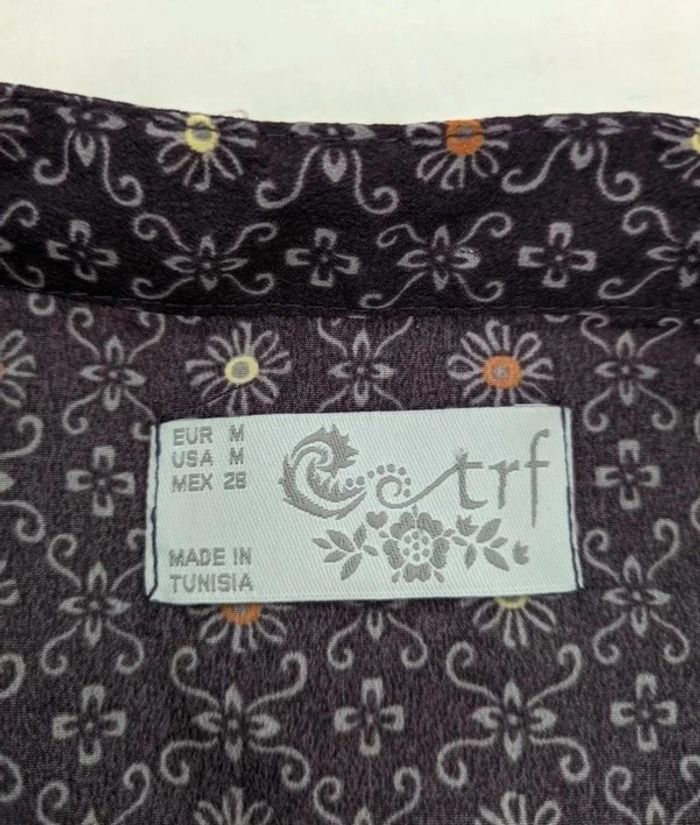 EUR M
USA M
MEX 28
trf
MADE IN
TUNISIA